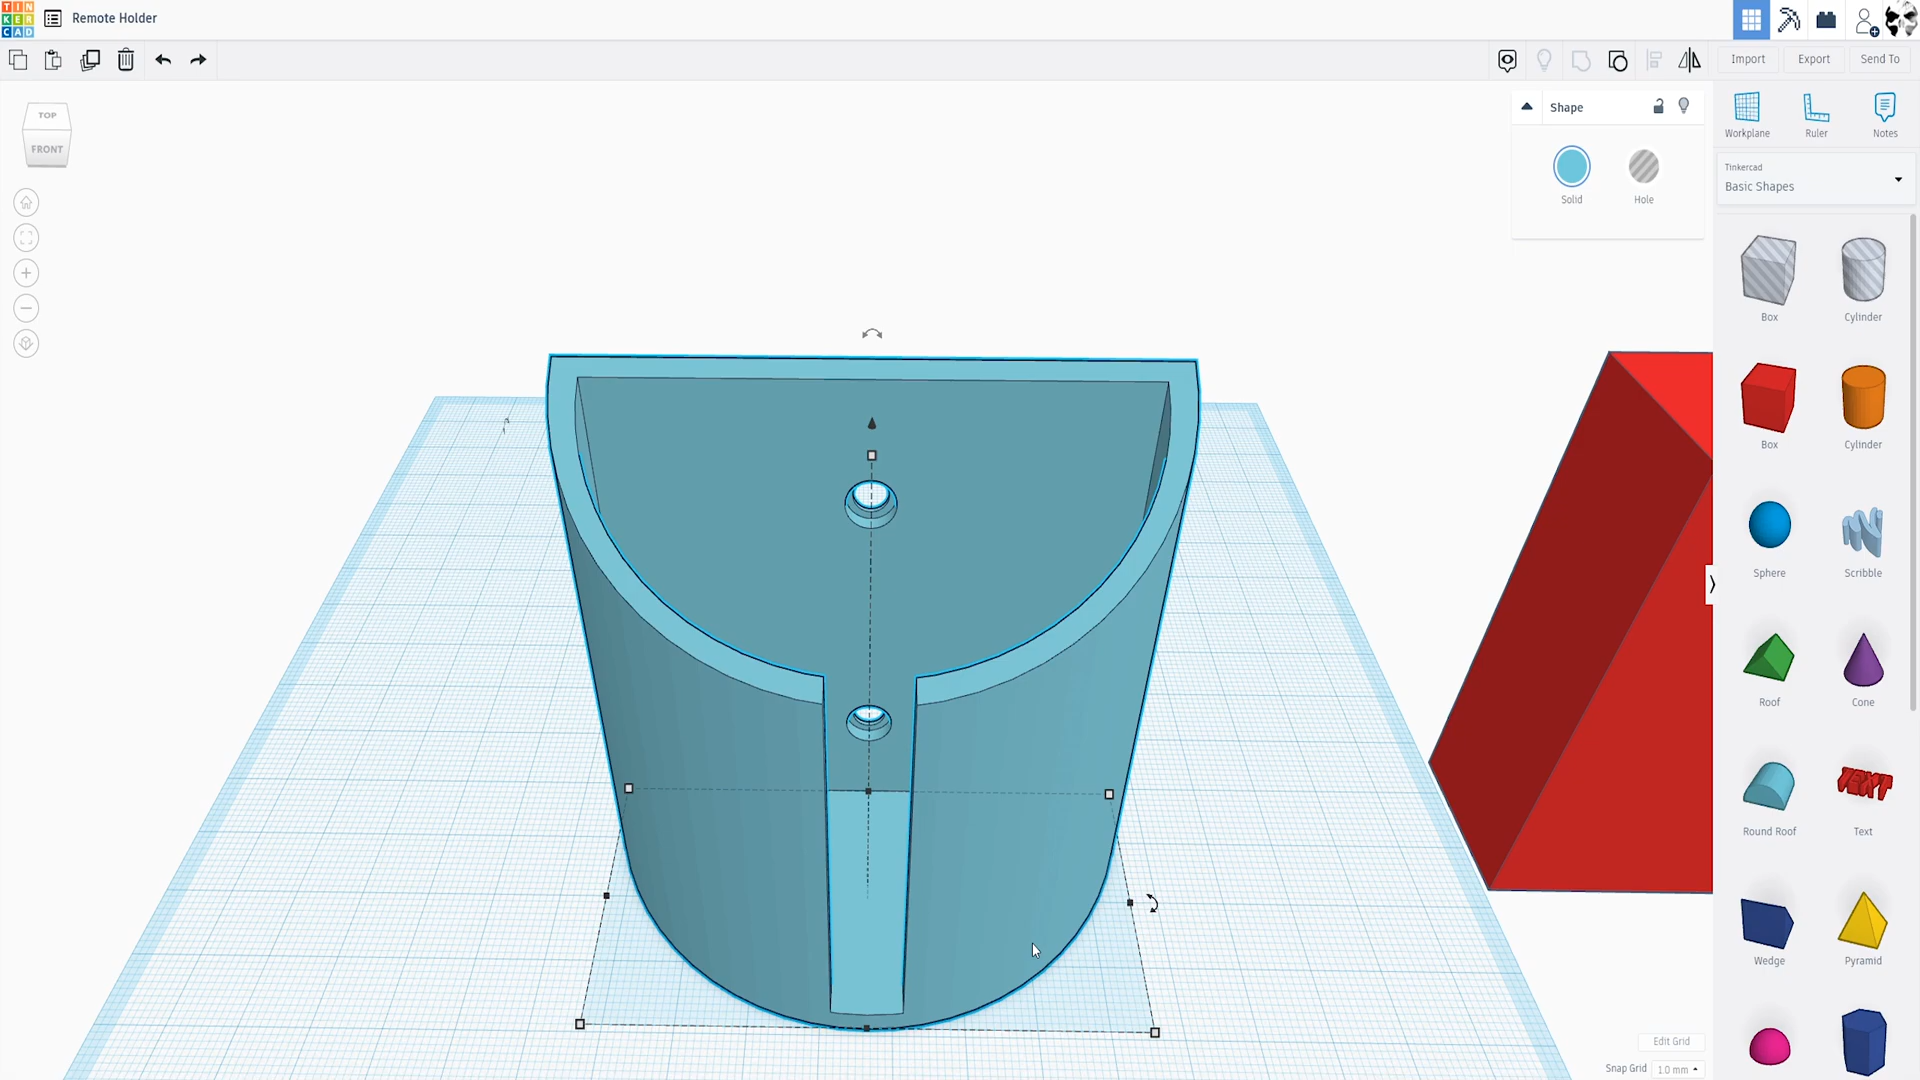 TIN
KER
CAD
Remote Holder
Import
Export
Send To
TOP
FRONT
Shape
Solid
Hole
Workplane
Ruler
Notes
Tinkercad
Basic Shapes
Box
Cylinder
Box
Cylinder
Sphere
Scribble
Roof
Cone
Round Roof
Text
TEXT
Wedge
Pyramid
Edit Grid
Snap Grid
1.0 mm